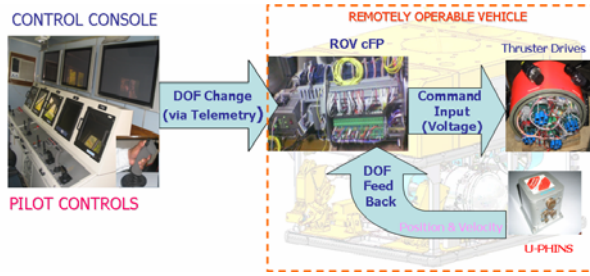 CONTROL CONSOLE
REMOTELY OPERABLE VEHICLE
ROV cFP
Thruster Drives
DOF Change
(via Telemetry)
Command
Input
(Voltage)
DOF
Feed
Back
Position & Velocity
PILOT CONTROLS
U-PHINS